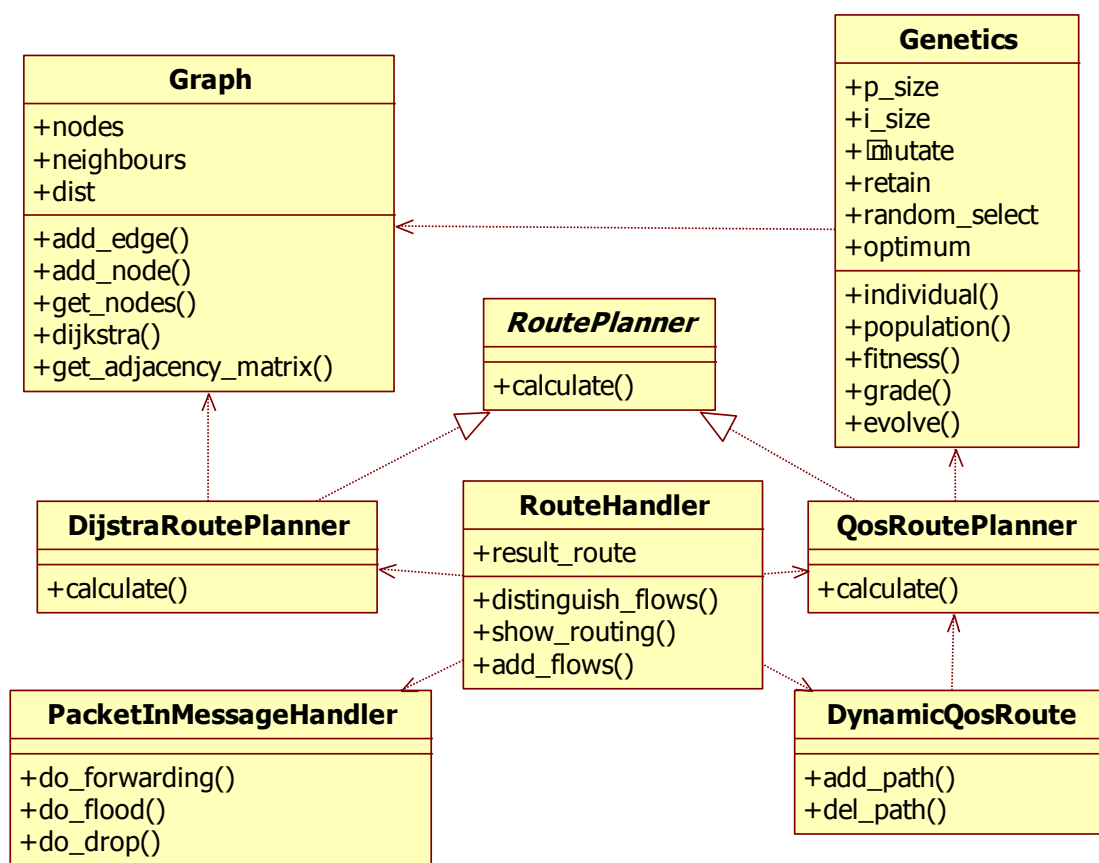 Graph
+nodes
+neighbours
+dist
+add_edge()
+add_node()
+get_nodes()
+dijkstra()
+get_adjacency_matrix()
Genetics
+p_size
+i_size
+mutate
+retain
+random_select
+optimum
+individual()
+population()
+fitness()
+grade()
+evolve()
RoutePlanner
+calculate()
DijstraRoutePlanner
+calculate()
RouteHandler
+result_route
+distinguish_flows()
+show_routing()
+add_flows()
QosRoutePlanner
+calculate()
PacketInMessageHandler
+do_forwarding()
+do_flood()
+do_drop()
DynamicQosRoute
+add_path()
+del_path()